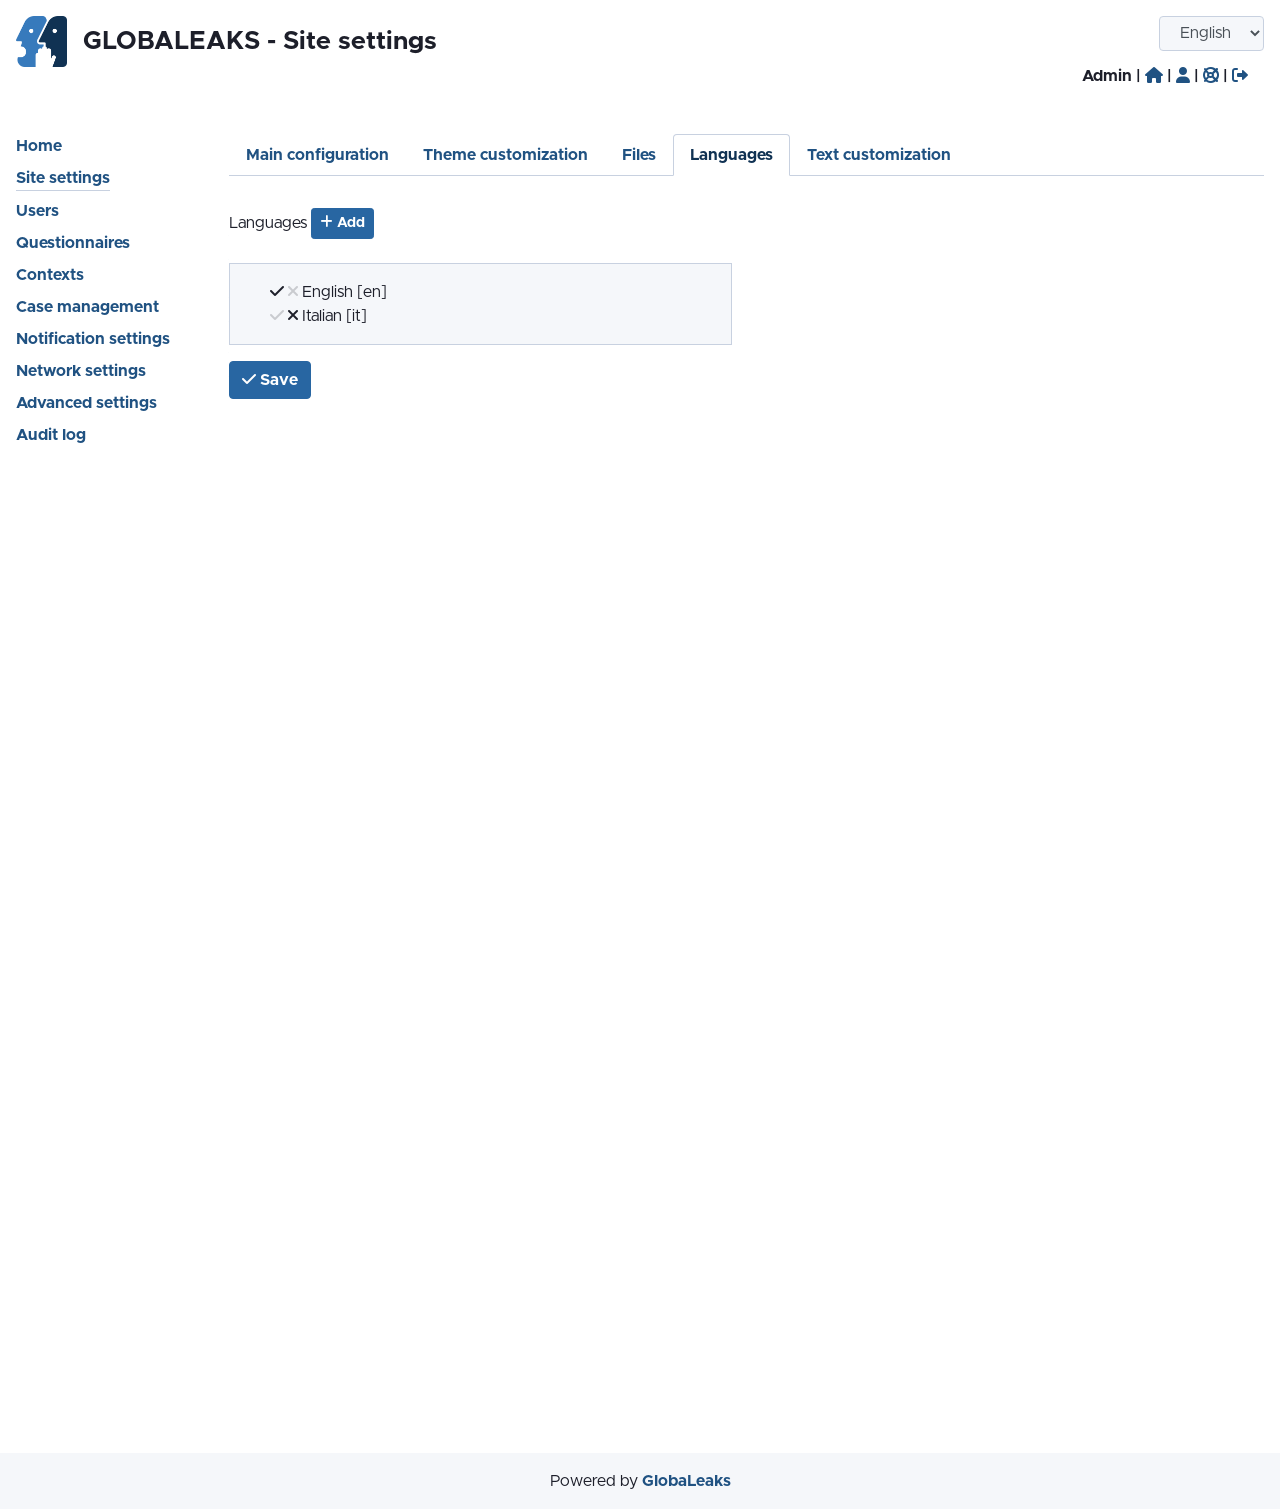 GLOBALEAKS - Site settings
English
Admin | | | |
Home
Site settings
Users
Questionnaires
Contexts
Case management
Notification settings
Network settings
Advanced settings
Audit log
Main configuration Theme customization Files Languages Text customization
Languages Add
English [en]
Italian [it]
Save
Powered by GlobaLeaks